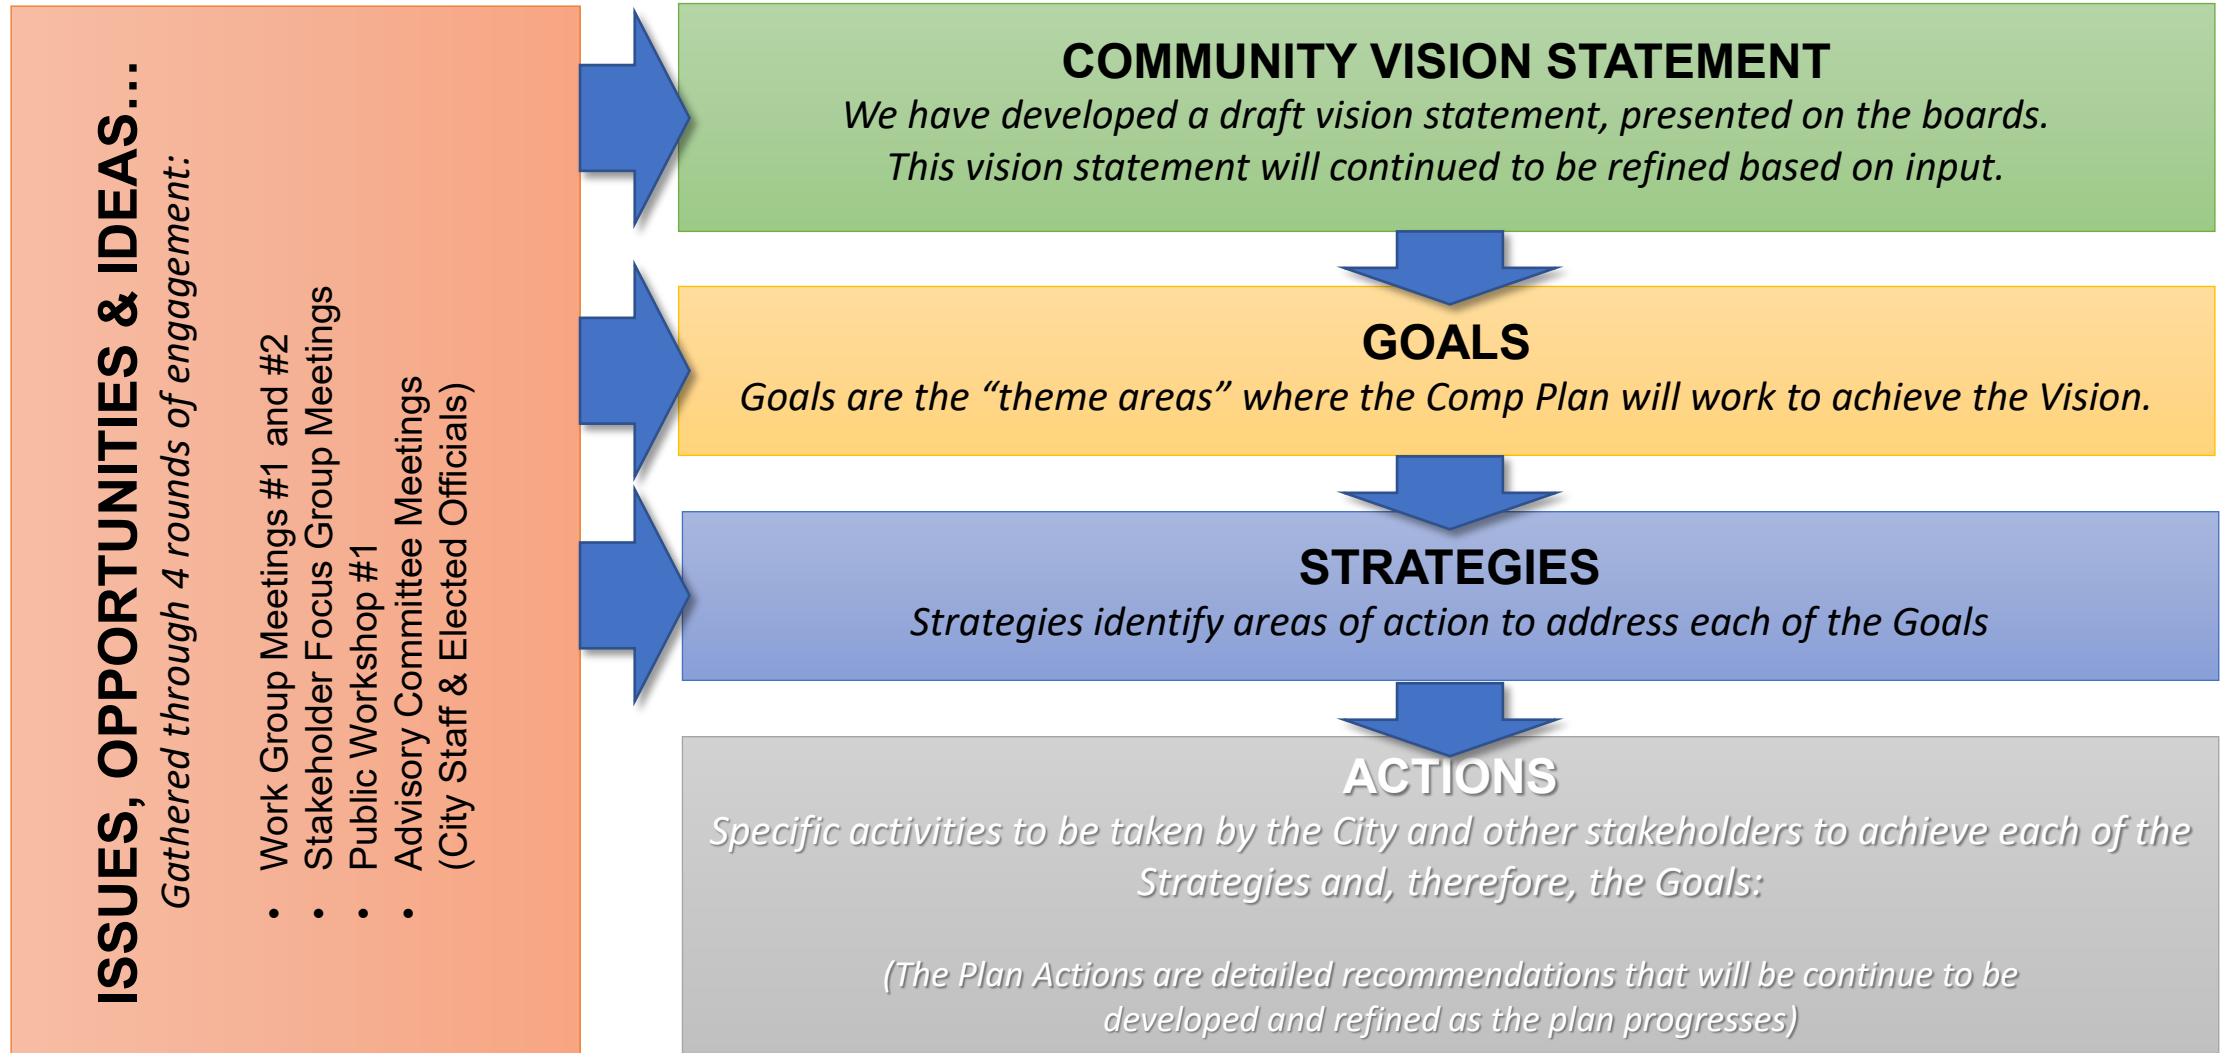 ISSUES, OPPORTUNITIES & IDEAS...
Gathered through 4 rounds of engagement:
• Work Group Meetings #1 and #2
• Stakeholder Focus Group Meetings
• Public Workshop #1
• Advisory Committee Meetings
(City Staff & Elected Officials)
COMMUNITY VISION STATEMENT
We have developed a draft vision statement, presented on the boards.
This vision statement will continued to be refined based on input.
GOALS
Goals are the “theme areas” where the Comp Plan will work to achieve the Vision.
STRATEGIES
Strategies identify areas of action to address each of the Goals
ACTIONS
Specific activities to be taken by the City and other stakeholders to achieve each of the
Strategies and, therefore, the Goals:
(The Plan Actions are detailed recommendations that will be continue to be
developed and refined as the plan progresses)